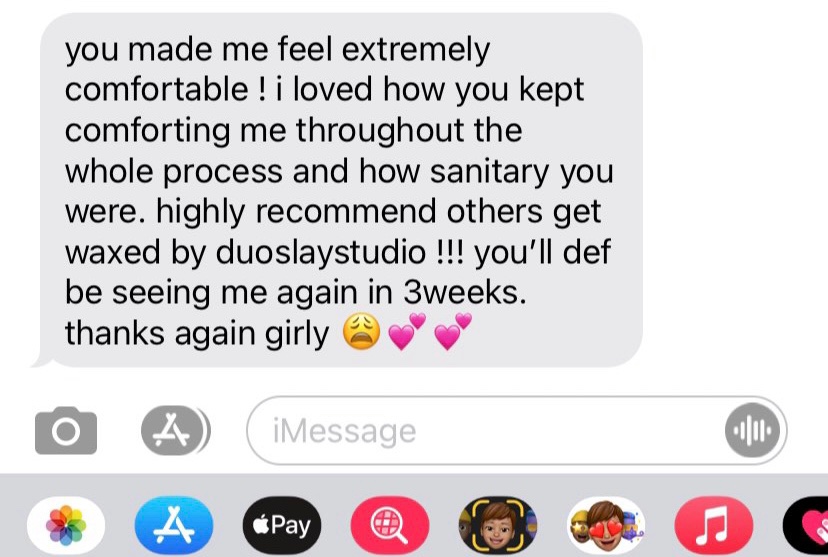 you made me feel extremely
comfortable ! i loved how you kept
comforting me throughout the
whole process and how sanitary you
were. highly recommend others get
waxed by duoslaystudio !!! you’ll def
be seeing me again in 3weeks.
thanks again girly 😩💕💕
iMessage
Pay